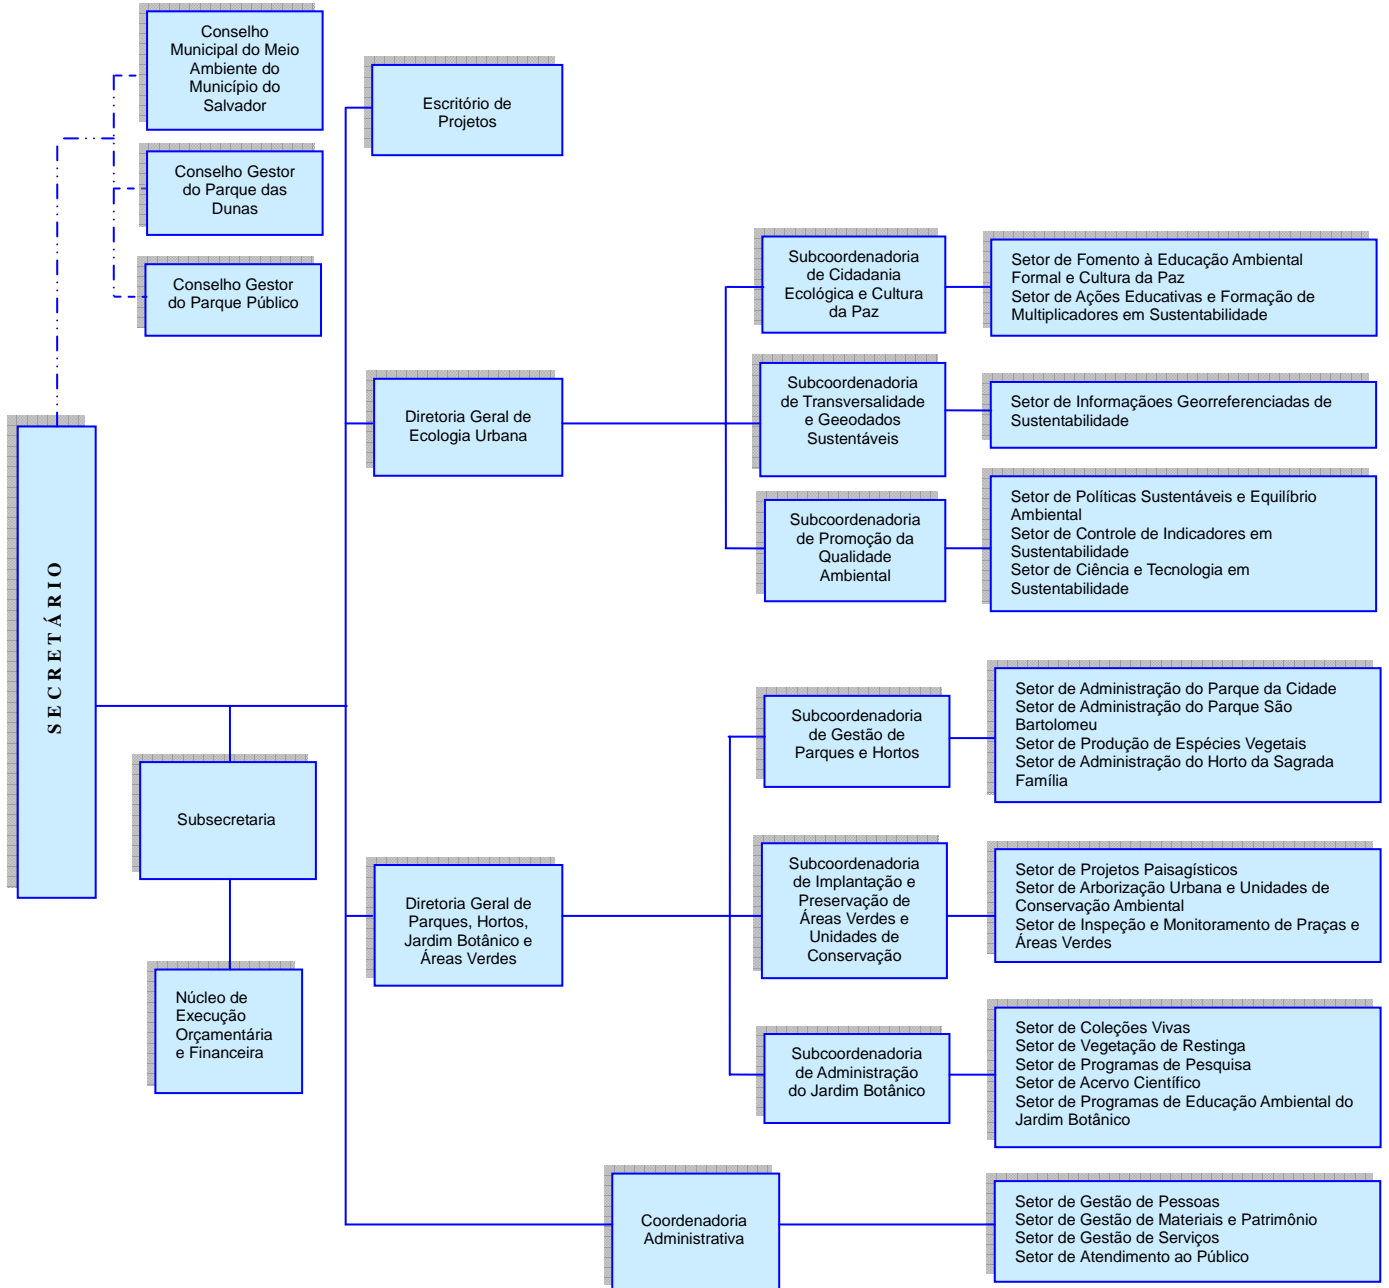 Conselho
Municipal do Meio
Ambiente do
Município do
Salvador
Conselho Gestor
do Parque das
Dunas
Conselho Gestor
do Parque Público
Escritório de
Projetos
SECRETÁRIO
Subsecretaria
Núcleo de
Execução
Orçamentária
e Financeira
Diretoria Geral de
Ecologia Urbana
Subcoordenadoria
de Cidadania
Ecológica e Cultura
da Paz
Setor de Fomento à Educação Ambiental
Formal e Cultura da Paz
Setor de Ações Educativas e Formação de
Multiplicadores em Sustentabilidade
Subcoordenadoria
de Transversalidade
e Geeodados
Sustentáveis
Setor de Informaçãoes Georreferenciadas de
Sustentabilidade
Subcoordenadoria
de Promoção da
Qualidade
Ambiental
Setor de Políticas Sustentáveis e Equilíbrio
Ambiental
Setor de Controle de Indicadores em
Sustentabilidade
Setor de Ciência e Tecnologia em
Sustentabilidade
Diretoria Geral de
Parques, Hortos,
Jardim Botânico e
Áreas Verdes
Subcoordenadoria
de Gestão de
Parques e Hortos
Setor de Administração do Parque da Cidade
Setor de Administração do Parque São
Bartolomeu
Setor de Produção de Espécies Vegetais
Setor de Administração do Horto da Sagrada
Família
Subcoordenadoria
de Implantação e
Preservação de
Áreas Verdes e
Unidades de
Conservação
Setor de Projetos Paisagísticos
Setor de Arborização Urbana e Unidades de
Conservação Ambiental
Setor de Inspeção e Monitoramento de Praças e
Áreas Verdes
Subcoordenadoria
de Administração
do Jardim Botânico
Setor de Coleções Vivas
Setor de Vegetação de Restinga
Setor de Programas de Pesquisa
Setor de Acervo Científico
Setor de Programas de Educação Ambiental do
Jardim Botânico
Coordenadoria
Administrativa
Setor de Gestão de Pessoas
Setor de Gestão de Materiais e Patrimônio
Setor de Gestão de Serviços
Setor de Atendimento ao Público